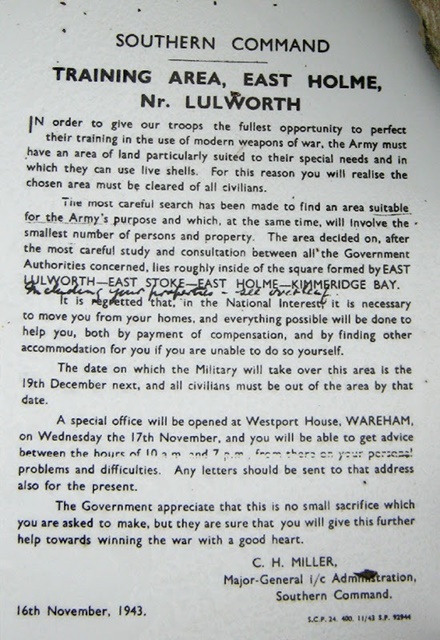 SOUTHERN COMMAND
TRAINING AREA, EAST HOLME,
Nr. LULWORTH
IN order to give our troops the fullest opportunity to perfect
their training in the use of modern weapons of war, the Army must
have an area of land particularly suited to their special needs and in
which they can use live shells. For this reason you will realise the
chosen area must be cleared of all civilians.
The most careful search has been made to find an area suitable
for the Army's purpose and which, at the same time, will involve the
smallest number of persons and property. The area decided on, after
the most careful study and consultation between all the Government
Authorities concerned, lies roughly inside of the square formed by EAST
LULWORTH—EAST STOKE—EAST HOLME—KIMMERIDGE BAY.
Including your properties - see overleaf.
It is regretted that, in the National Interest, it is necessary
to move you from your homes, and everything possible will be done to
help you, both by payment of compensation, and by finding other
accommodation for you if you are unable to do so yourself.
The date on which the Military will take over this area is the
19th December next, and all civilians must be out of the area by that
date.
A special office will be opened at Westport House, WAREHAM,
on Wednesday the 17th November, and you will be able to get advice
between the hours of 10 a.m. and 7 p.m., from there on your personal
problems and difficulties. Any letters should be sent to that address
also for the present.
The Government appreciate that this is no small sacrifice which
you are asked to make, but they are sure that you will give this further
help towards winning the war with a good heart.
C. H. MILLER,
Major-General i/c Administration,
Southern Command.
16th November, 1943.
S.C.P. 24. 400. 11/43 S.P. 92944